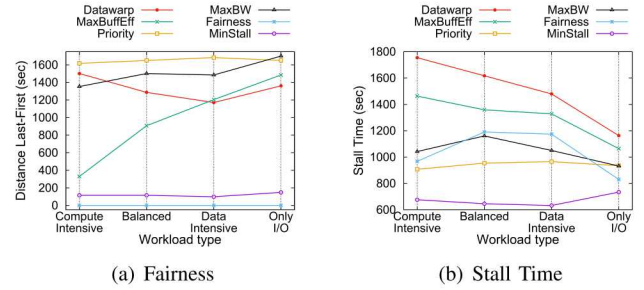 Datawarp MaxBW
MaxBuffEff Fairness
Priority MinStall
Distance Last-First (sec)
1600
1400
1200
1000
800
600
400
200
0
Compute Intensive
Balanced
Data Intensive
Only I/O
Workload type
(a) Fairness
Datawarp MaxBW
MaxBuffEff Fairness
Priority MinStall
Stall Time (sec)
1800
1600
1400
1200
1000
800
600
Compute Intensive
Balanced
Data Intensive
Only I/O
Workload type
(b) Stall Time